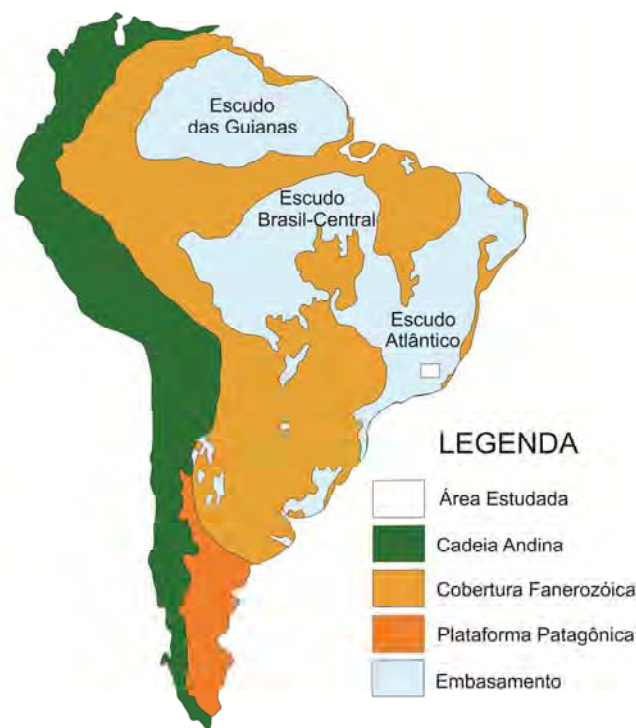 Escudo
das Guianas
Escudo
Brasil-Central
Escudo
Atlântico
LEGENDA
Área Estudada
Cadeia Andina
Cobertura Fanerozóica
Plataforma Patagônica
Embasamento